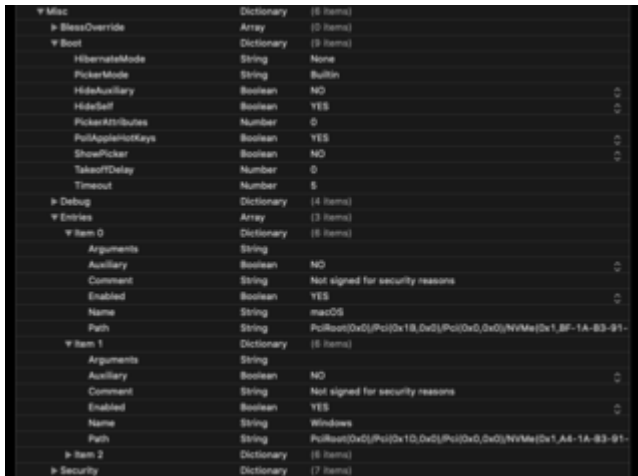 Misc Dictionary (6 items)
BlessOverride Array (0 items)
Boot Dictionary (9 items)
HibernateMode String None
PickerMode String Builtin
HideAuxiliary Boolean NO
HideSelf Boolean YES
PickerAttributes Number 0
PollAppleHotKeys Boolean YES
ShowPicker Boolean NO
TakeoffDelay Number 0
Timeout Number 5
Debug Dictionary (4 items)
Entries Array (3 items)
Item 0 Dictionary (6 items)
Arguments String
Auxiliary Boolean NO
Comment String Not signed for security reasons
Enabled Boolean YES
Name String macOS
Path String PciRoot(0x0)/Pci(0x1B,0x0)/Pci(0x0,0x0)/NVMe(0x1,BF-1A-B3-91-
Item 1 Dictionary (6 items)
Arguments String
Auxiliary Boolean NO
Comment String Not signed for security reasons
Enabled Boolean YES
Name String Windows
Path String PciRoot(0x0)/Pci(0x1D,0x0)/Pci(0x0,0x0)/NVMe(0x1,A4-1A-B3-91-
Item 2 Dictionary (6 items)
Security Dictionary (7 items)